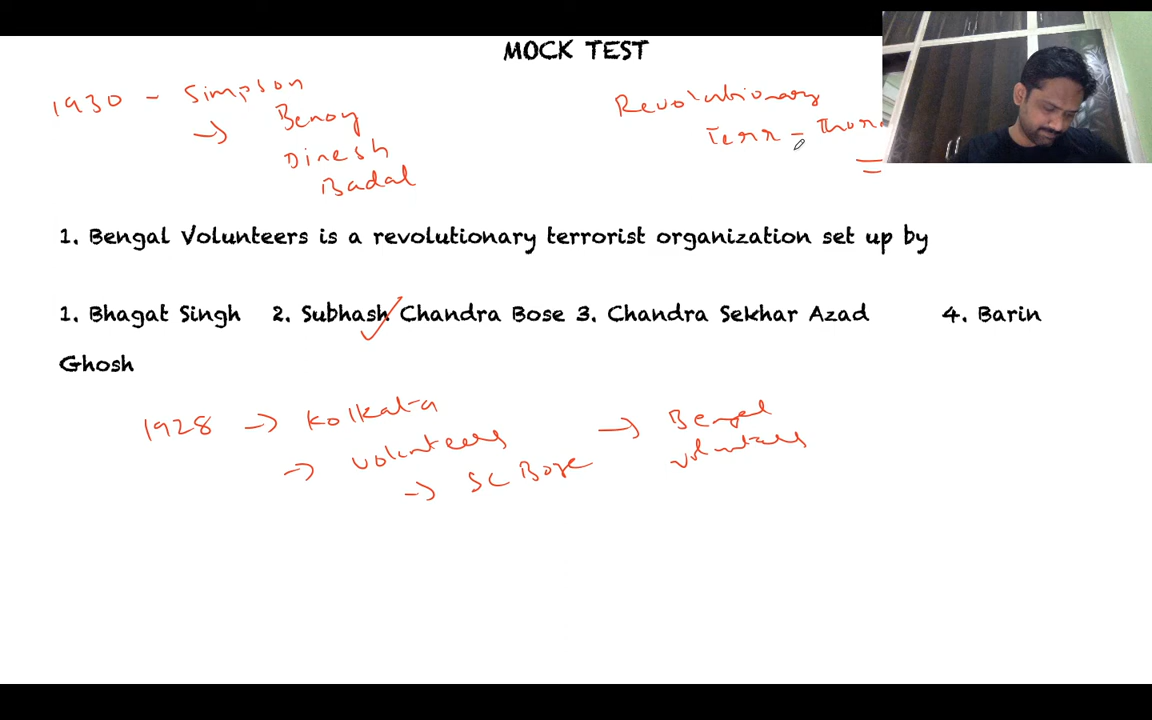 MOCK TEST
1930 - Simpson
→ Benoy
Dinesh
Badal
Revolutionary
Terr -
=
1. Bengal Volunteers is a revolutionary terrorist organization set up by
1. Bhagat Singh 2. Subhash Chandra Bose 3. Chandra Sekhar Azad 4. Barin
Ghosh
1928 → Kolkata
→ volunteers
→ SC Bose
→ Bengal
volunteers